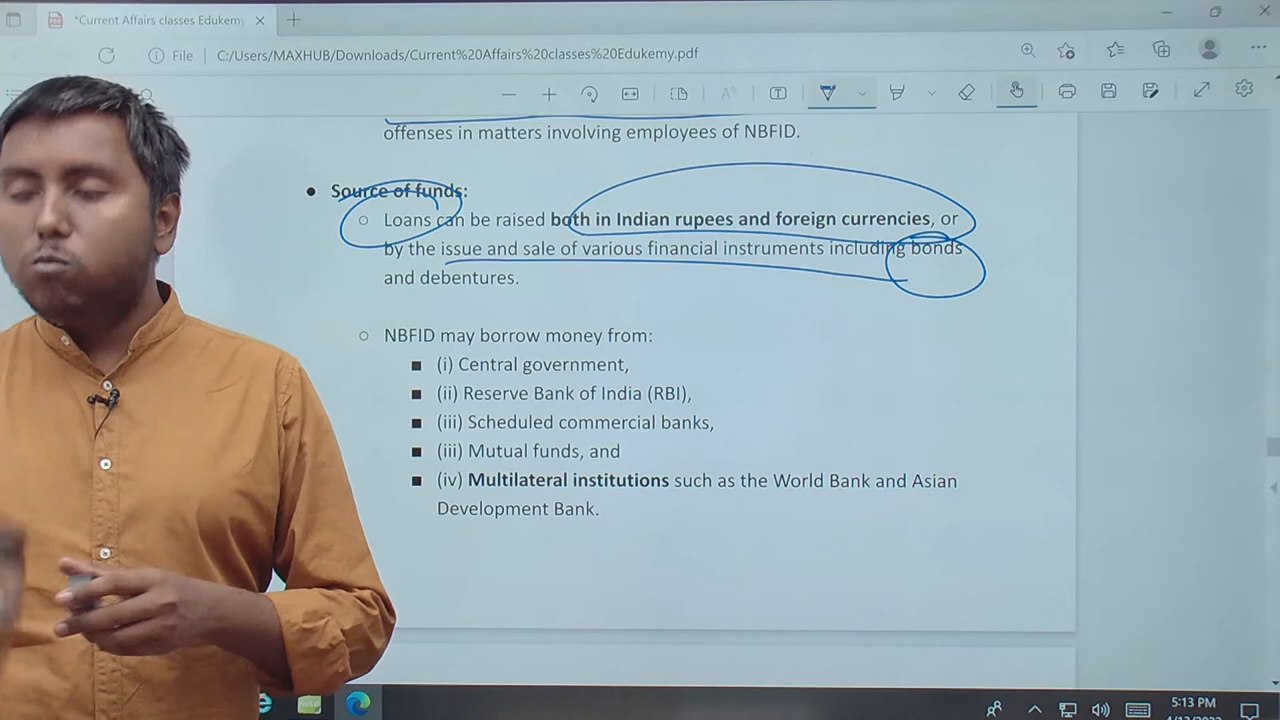 *Current Affairs classes Edukemy
File
C:/Users/MAXHUB/Downloads/Current%20Affairs%20classes%20Edukemy.pdf
offenses in matters involving employees of NBFID.
● Source of funds:
○ Loans can be raised both in Indian rupees and foreign currencies, or
by the issue and sale of various financial instruments including bonds
and debentures.
○ NBFID may borrow money from:
■ (i) Central government,
■ (ii) Reserve Bank of India (RBI),
■ (iii) Scheduled commercial banks,
■ (iii) Mutual funds, and
■ (iv) Multilateral institutions such as the World Bank and Asian
Development Bank.
5:13 PM